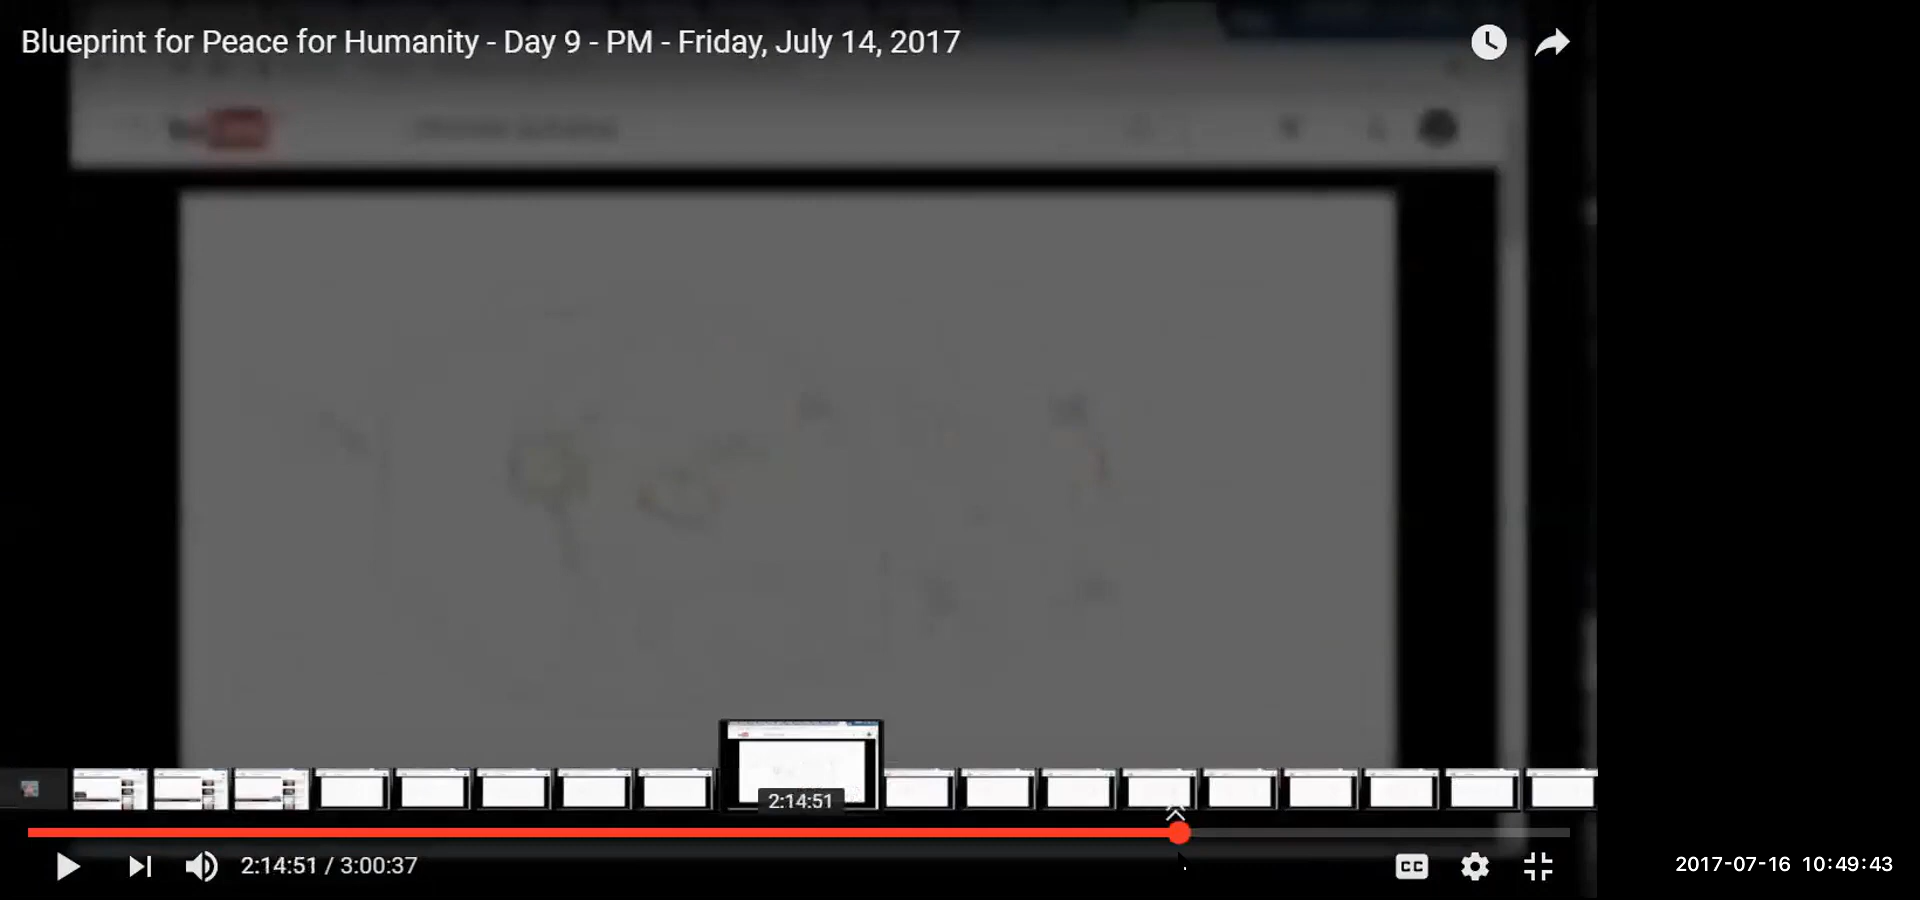 Blueprint for Peace for Humanity - Day 9 - PM - Friday, July 14, 2017
2:14:51
2:14:51 / 3:00:37
CC
2017-07-16 10:49:43